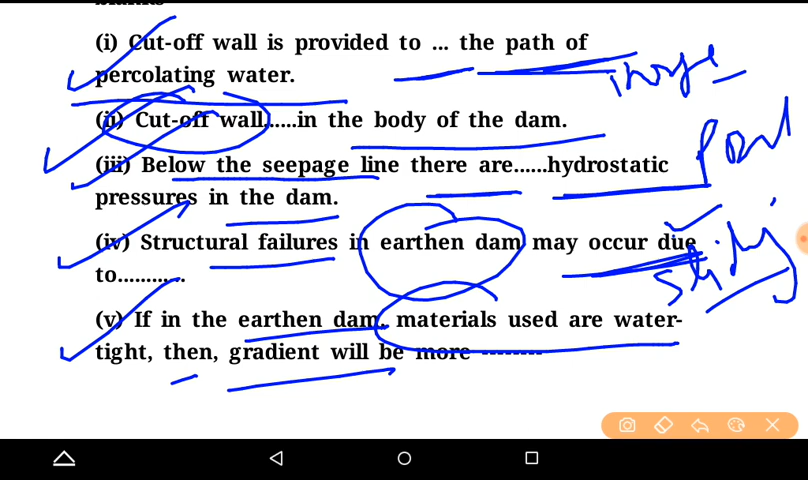 (i) Cut-off wall is provided to ... the path of
percolating water.
(ii) Cut-off wall,.....in the body of the dam.
(iii) Below the seepage line there are......hydrostatic
pressures in the dam.
(iv) Structural failures in earthen dam may occur due
to...........
(v) If in the earthen dam, materials used are water-
tight, then, gradient will be more --------